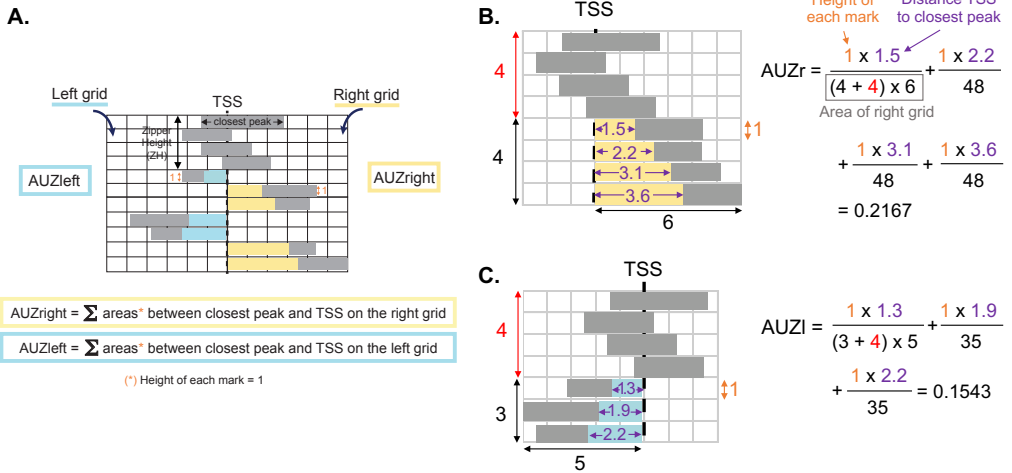 A.
Left grid
TSS
Right grid
closest peak
Zipper
Height
(ZH)
1
AUZleft
AUZright
1
AUZright = Σ areas* between closest peak and TSS on the right grid
AUZleft = Σ areas* between closest peak and TSS on the left grid
(*) Height of each mark = 1
B.
TSS
4
4
1.5
2.2
3.1
3.6
1
6
Height of
each mark
Distance TSS
to closest peak
AUZr = 1 x 1.5 / (4 + 4) x 6 + 1 x 2.2 / 48
Area of right grid
+ 1 x 3.1 / 48 + 1 x 3.6 / 48
= 0.2167
C.
TSS
4
3
1.3
1.9
2.2
1
5
AUZl = 1 x 1.3 / (3 + 4) x 5 + 1 x 1.9 / 35
+ 1 x 2.2 / 35 = 0.1543